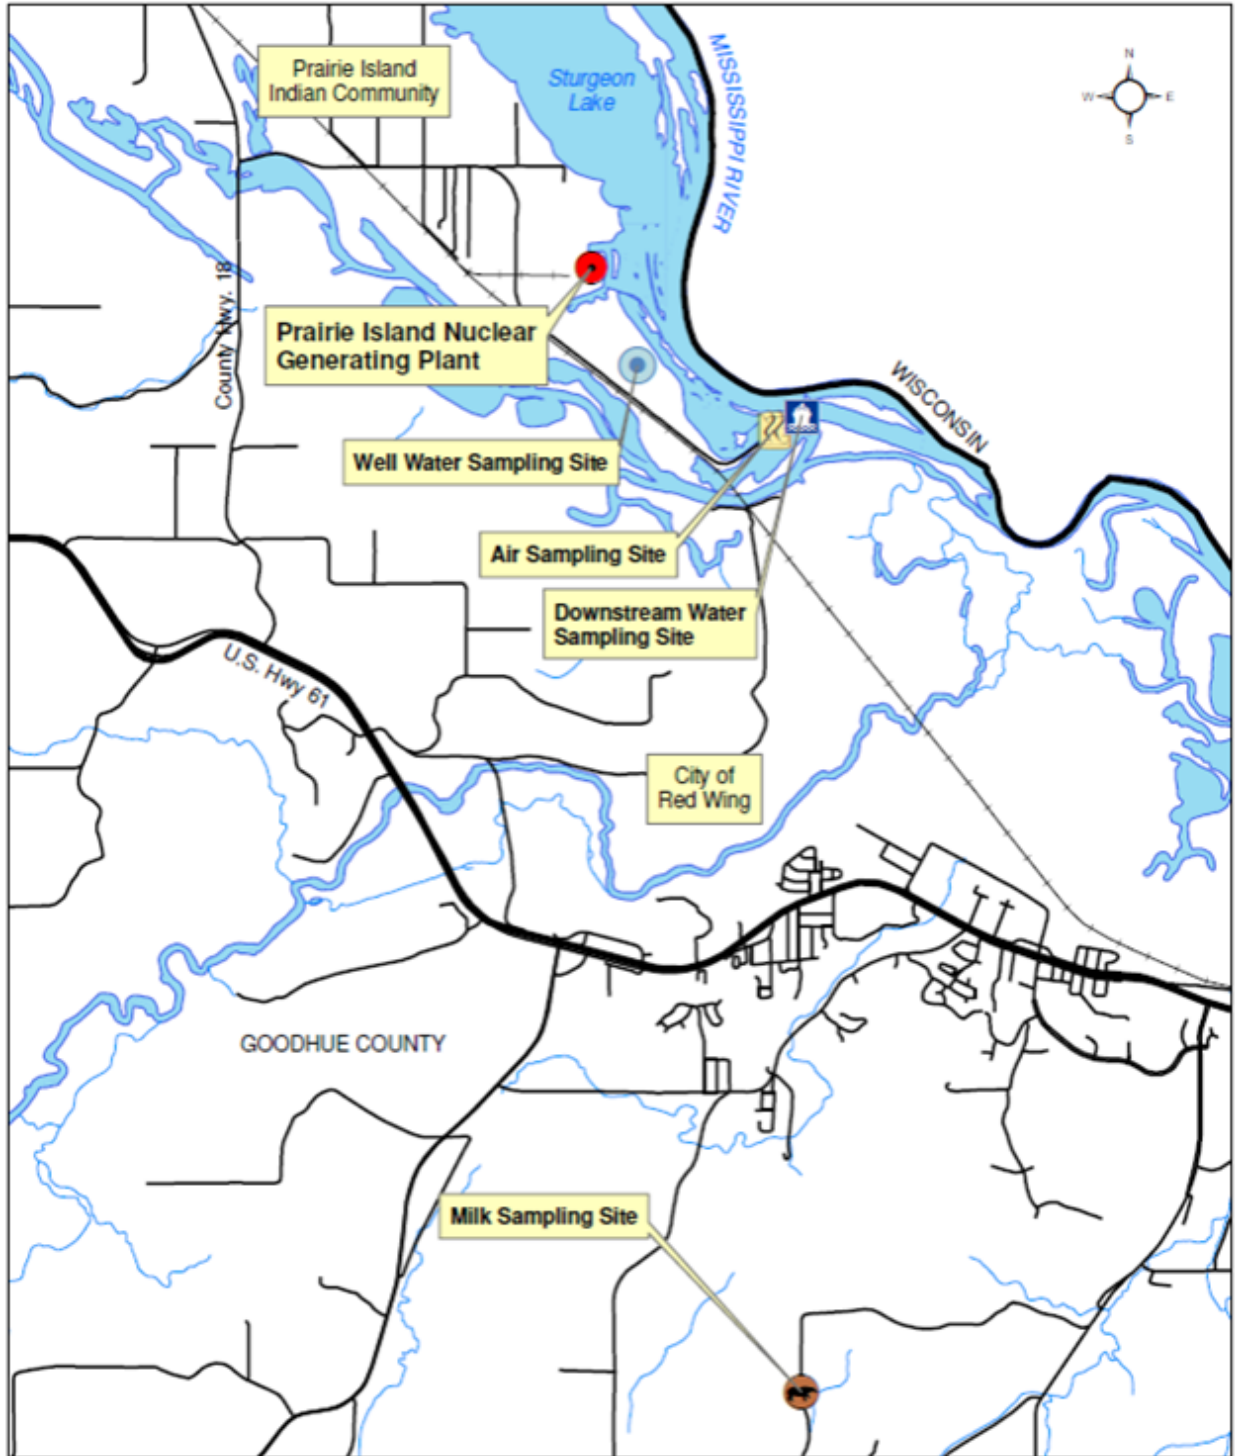 Prairie Island
Indian Community
Sturgeon
Lake
MISSISSIPPI RIVER
N
W
E
S
County Hwy. 18
Prairie Island Nuclear
Generating Plant
WISCONSIN
Well Water Sampling Site
Air Sampling Site
Downstream Water
Sampling Site
U.S. Hwy 61
City of
Red Wing
GOODHUE COUNTY
Milk Sampling Site